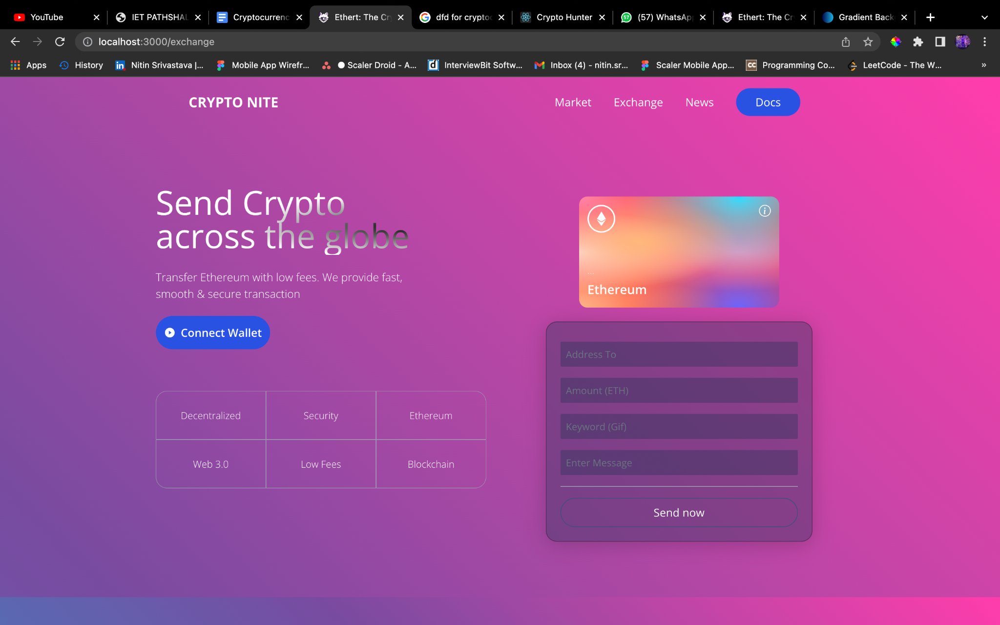 YouTube
IET PATHSHAL
Cryptocurrenc
Ethert: The Cr
dfd for cryptoc
Crypto Hunter
(57) WhatsApp
Ethert: The Cr
Gradient Back
localhost:3000/exchange
Apps
History
Nitin Srivastava |...
Mobile App Wirefr...
Scaler Droid - A...
InterviewBit Softw...
Inbox (4) - nitin.sr...
Scaler Mobile App...
Programming Co...
LeetCode - The W...
»
CRYPTO NITE
Market
Exchange
News
Docs
Send Crypto
across the globe
Transfer Ethereum with low fees. We provide fast,
smooth & secure transaction
Connect Wallet
Decentralized
Security
Ethereum
Web 3.0
Low Fees
Blockchain
...
Ethereum
Address To
Amount (ETH)
Keyword (Gif)
Enter Message
Send now